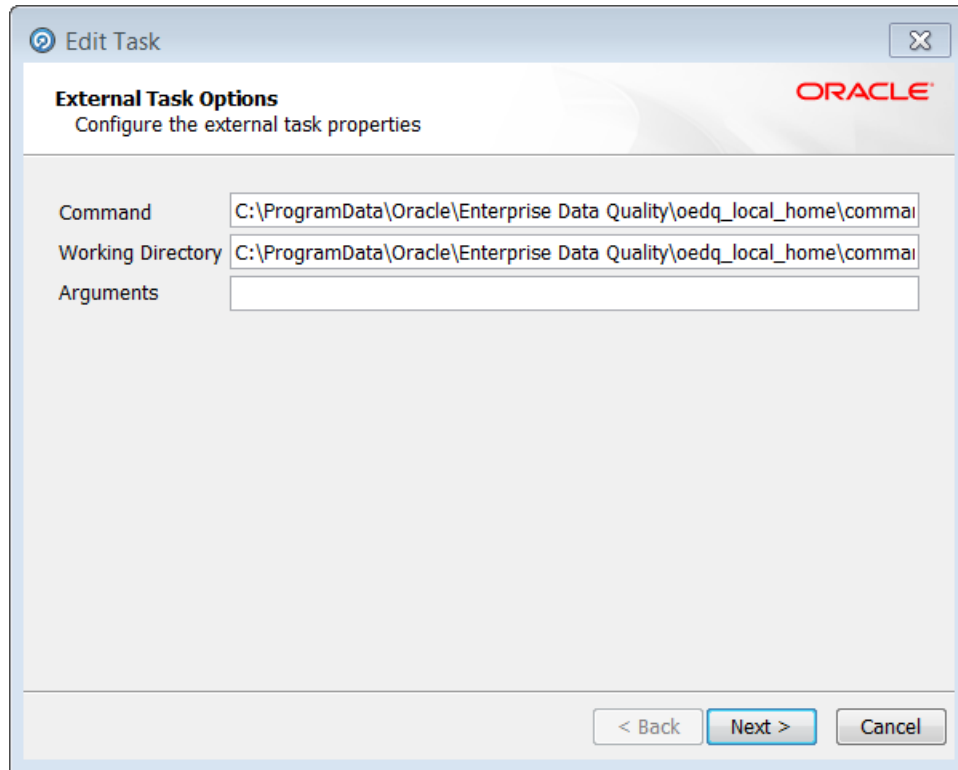 Edit Task
External Task Options
ORACLE
Configure the external task properties
Command C:\ProgramData\Oracle\Enterprise Data Quality\oedq_local_home\comma
Working Directory C:\ProgramData\Oracle\Enterprise Data Quality\oedq_local_home\comma
Arguments
< Back Next > Cancel